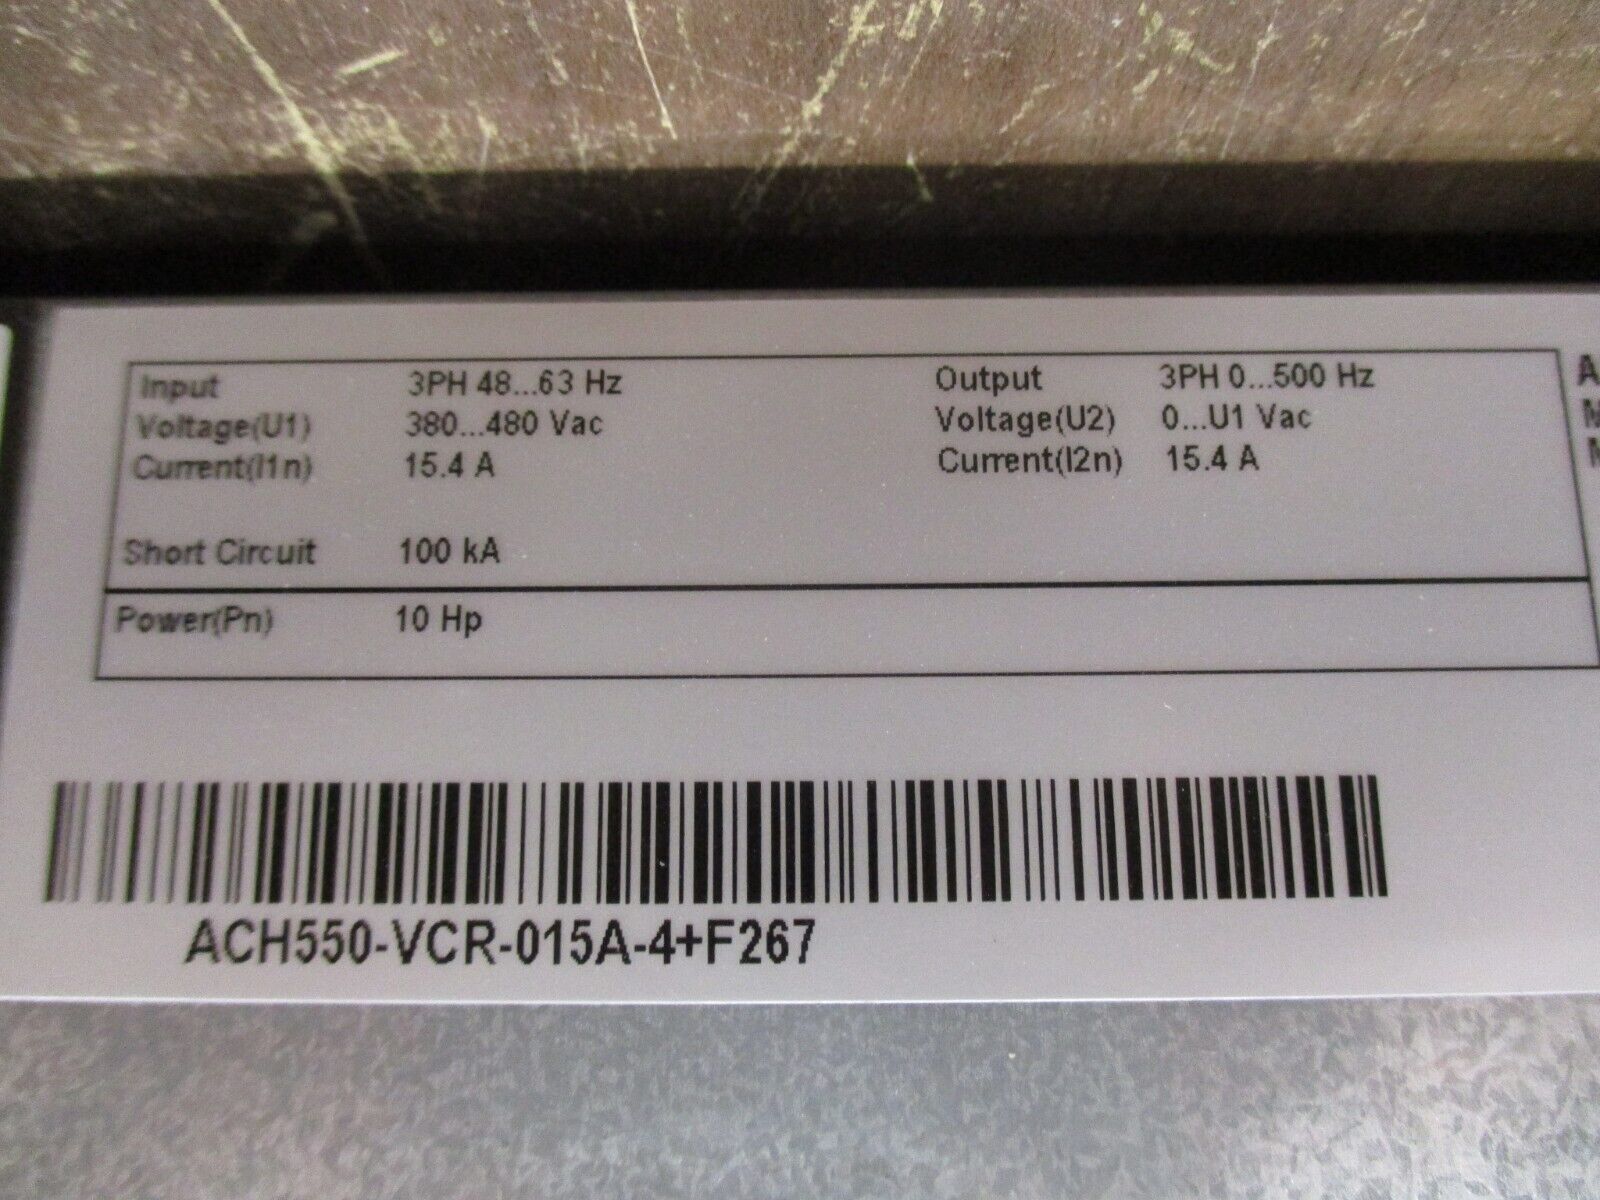 Input 3PH 48...63 Hz Output 3PH 0...500 Hz
Voltage(U1) 380...480 Vac Voltage(U2) 0...U1 Vac
Current(I1n) 15.4 A Current(I2n) 15.4 A
Short Circuit 100 kA
Power(Pn) 10 Hp
ACH550-VCR-015A-4+F267